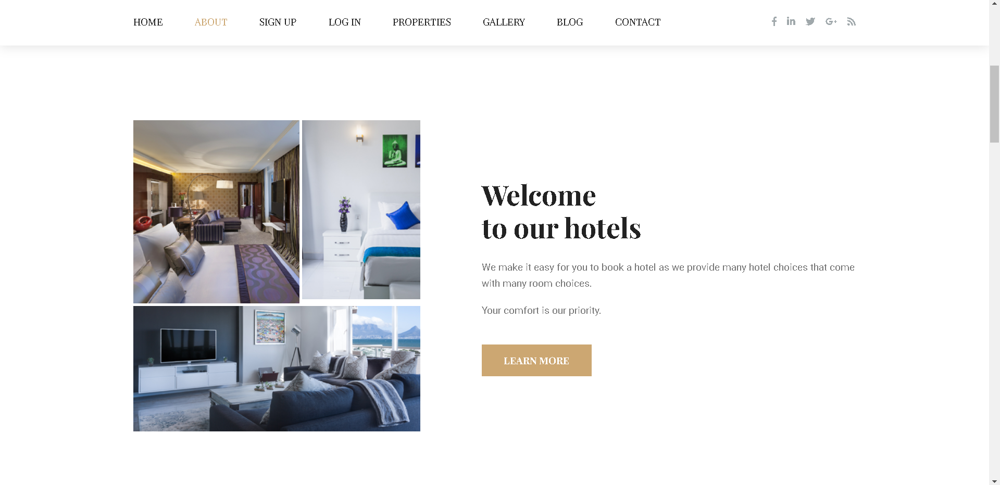 HOME ABOUT SIGN UP LOG IN PROPERTIES GALLERY BLOG CONTACT
Welcome
to our hotels
We make it easy for you to book a hotel as we provide many hotel choices that come
with many room choices.
Your comfort is our priority.
LEARN MORE